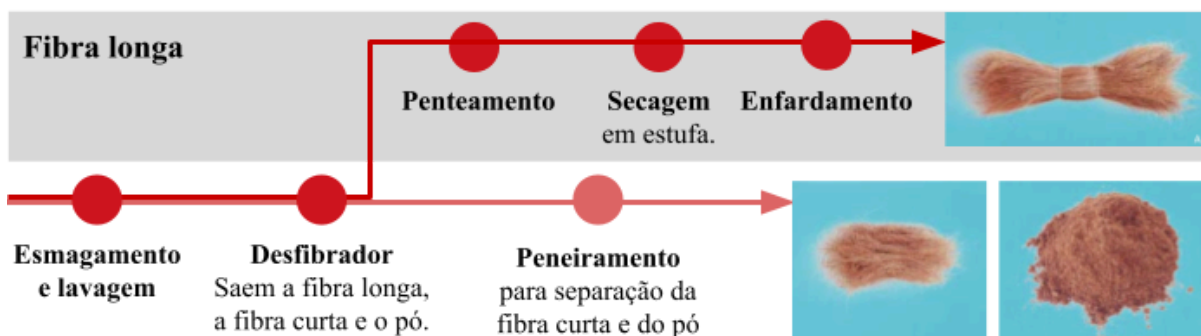 Fibra longa
Penteamento
Secagem
em estufa.
Enfardamento
Esmagamento
e lavagem
Desfibrador
Saem a fibra longa,
a fibra curta e o pó.
Peneiramento
para separação da
fibra curta e do pó